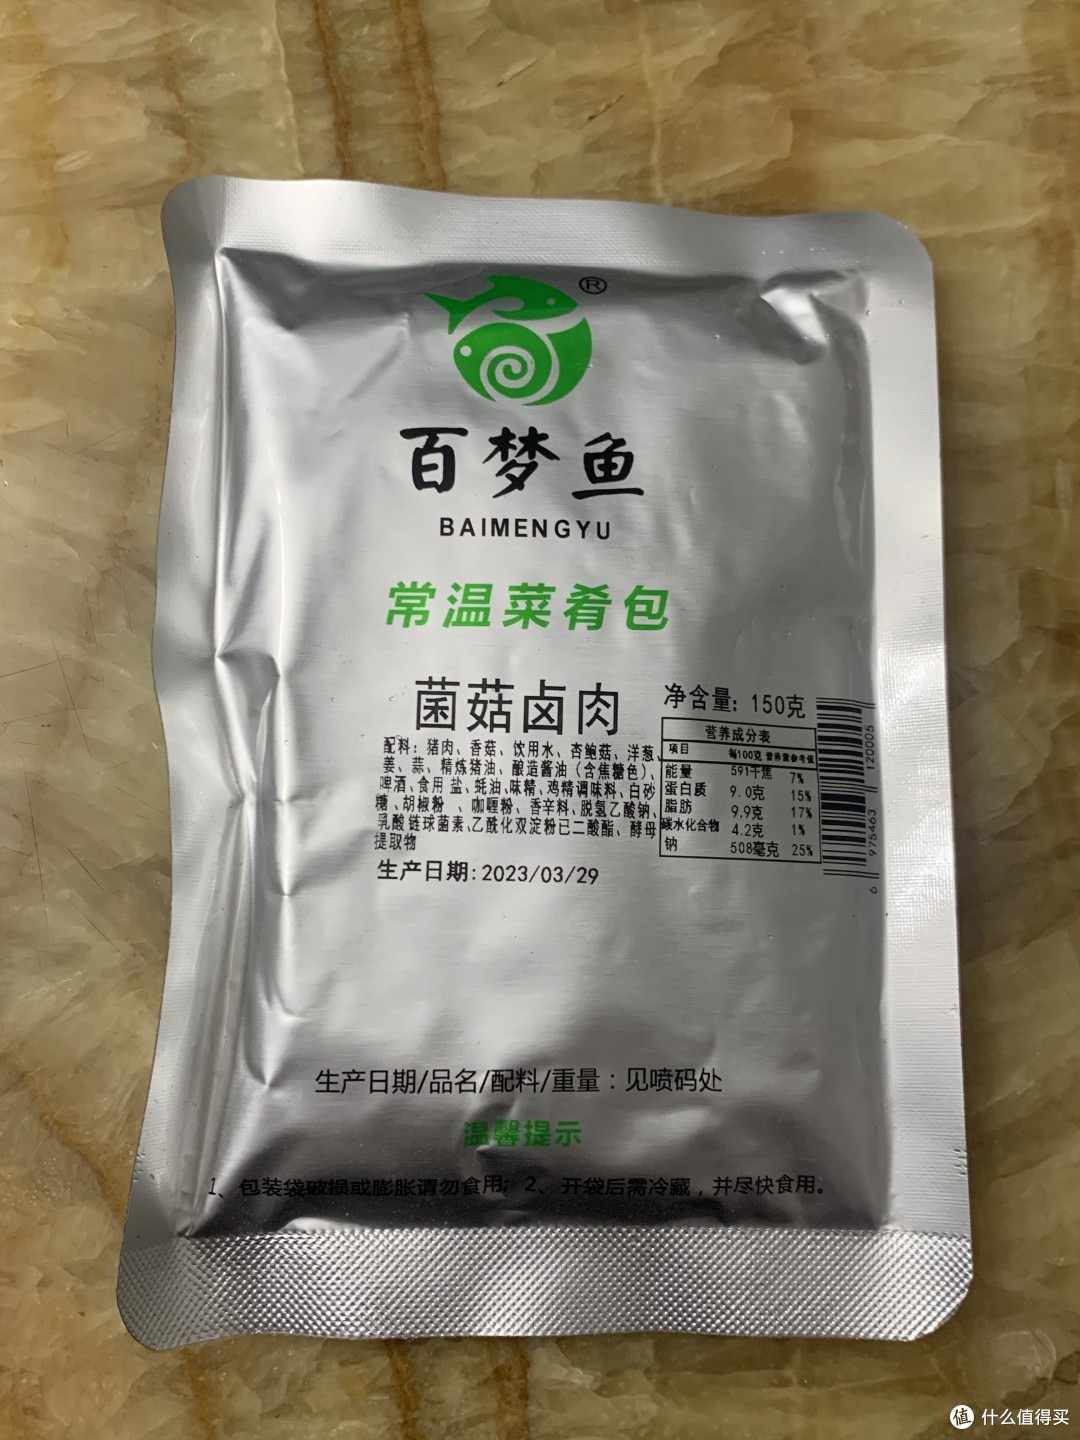 ®
百梦鱼
BAIMENGYU
常温菜肴包
菌菇卤肉
净含量: 150克
配料：猪肉、香菇、饮用水、杏鲍菇、洋葱、
姜、蒜、精炼猪油、酿造酱油（含焦糖色）、
啤酒、食用 盐、蚝油、味精、鸡精调味料、白砂
糖、胡椒粉 、咖喱粉、香辛料、脱氢乙酸钠、
乳酸链球菌素、乙酰化双淀粉已二酸酯、酵母
提取物
营养成分表
项目 每100克 营养素参考值
能量 591千焦 7%
蛋白质 9.0克 15%
脂肪 9.9克 17%
碳水化合物 4.2克 1%
钠 508毫克 25%
6 975463 120005
生产日期: 2023/03/29
生产日期/品名/配料/重量：见喷码处
温馨提示
1、包装袋破损或膨胀请勿食用; 2、开袋后需冷藏，并尽快食用。
值 什么值得买